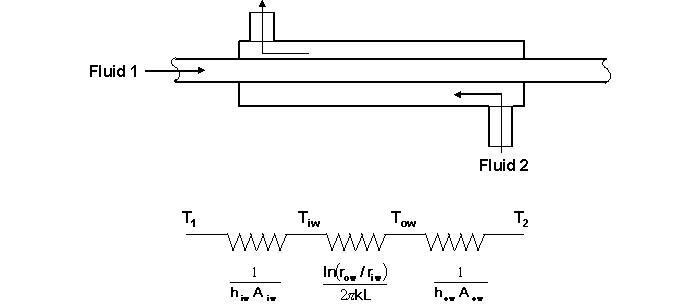 Fluid 1
Fluid 2
T1 Tiw Tow T2
1 / hiw Aiw
ln(row / riw) / 2πkL
1 / how Aow